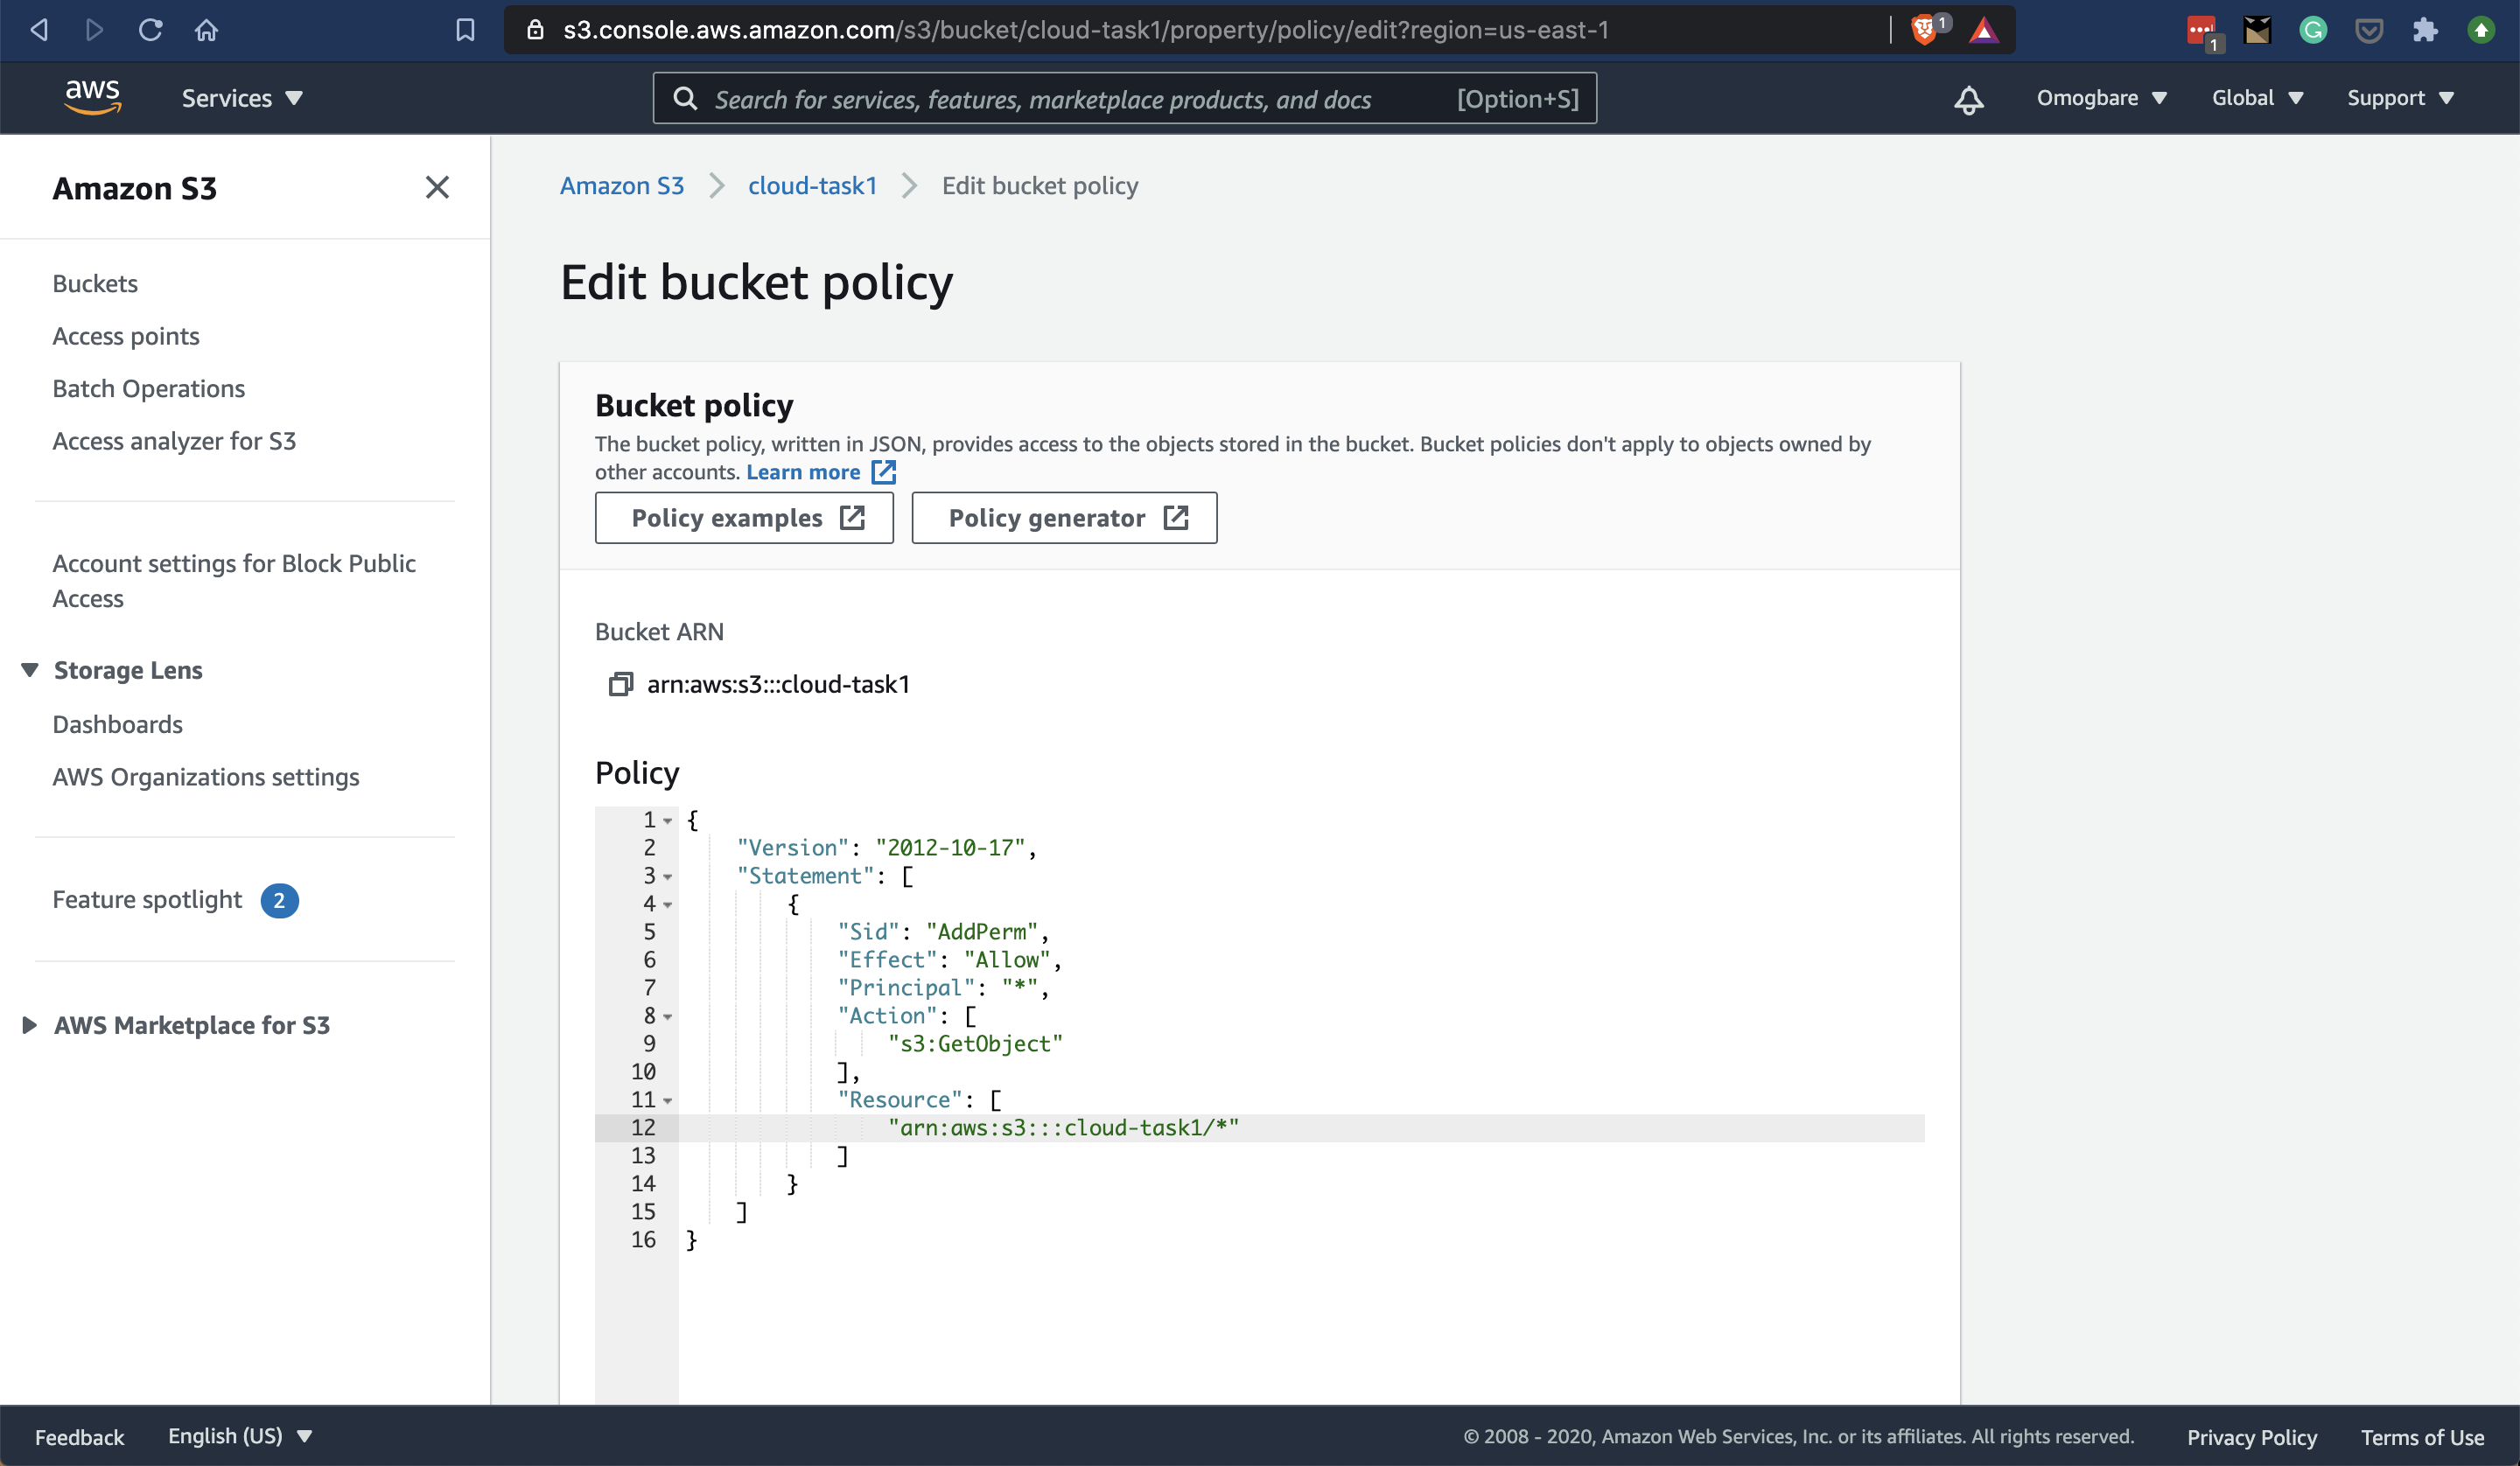 s3.console.aws.amazon.com/s3/bucket/cloud-task1/property/policy/edit?region=us-east-1
1
1
aws
Services
Search for services, features, marketplace products, and docs
[Option+S]
Omogbare
Global
Support
Amazon S3
Buckets
Access points
Batch Operations
Access analyzer for S3
Account settings for Block Public
Access
Storage Lens
Dashboards
AWS Organizations settings
Feature spotlight 2
AWS Marketplace for S3
Amazon S3 > cloud-task1 > Edit bucket policy
Edit bucket policy
Bucket policy
The bucket policy, written in JSON, provides access to the objects stored in the bucket. Bucket policies don't apply to objects owned by
other accounts. Learn more
Policy examples
Policy generator
Bucket ARN
arn:aws:s3:::cloud-task1
Policy
1 {
2 "Version": "2012-10-17",
3 "Statement": [
4 {
5 "Sid": "AddPerm",
6 "Effect": "Allow",
7 "Principal": "*",
8 "Action": [
9 "s3:GetObject"
10 ],
11 "Resource": [
12 "arn:aws:s3:::cloud-task1/*"
13 ]
14 }
15 ]
16 }
Feedback
English (US)
© 2008 - 2020, Amazon Web Services, Inc. or its affiliates. All rights reserved.
Privacy Policy
Terms of Use